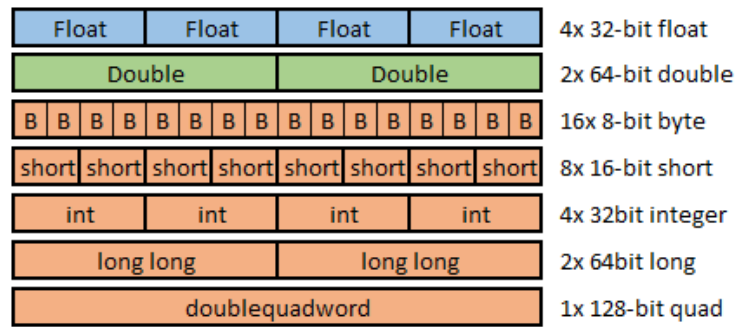 Float Float Float Float 4x 32-bit float
Double Double 2x 64-bit double
B B B B B B B B B B B B B B B B 16x 8-bit byte
short short short short short short short short 8x 16-bit short
int int int int 4x 32bit integer
long long long long 2x 64bit long
doublequadword 1x 128-bit quad